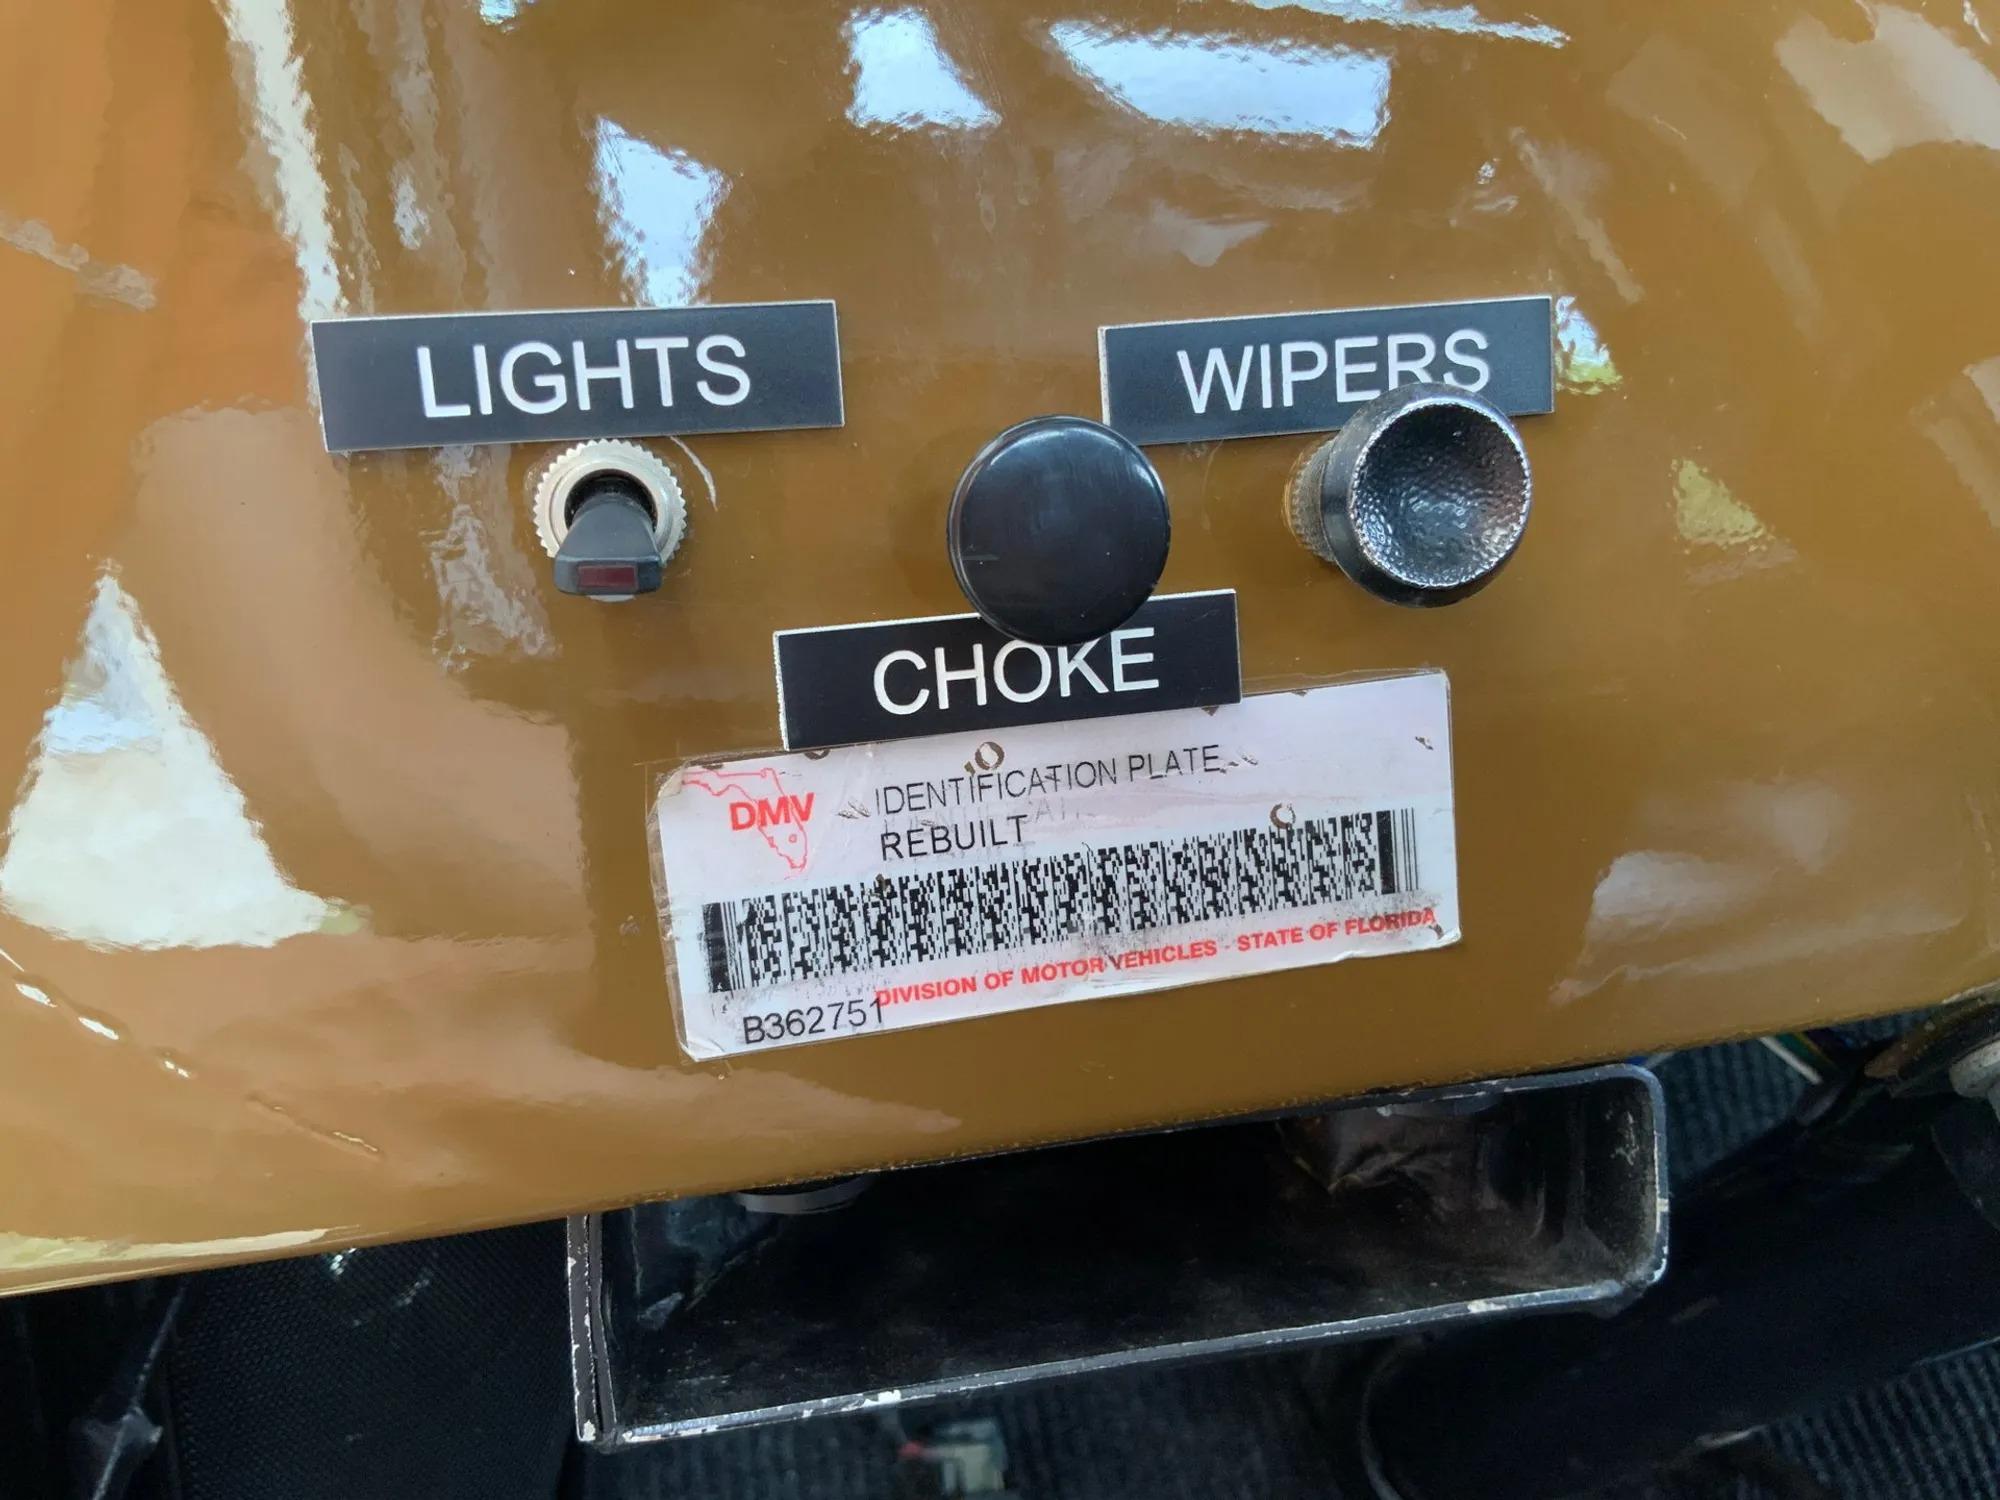 LIGHTS
WIPERS
CHOKE
DMV
IDENTIFICATION PLATE
REBUILT
DIVISION OF MOTOR VEHICLES - STATE OF FLORIDA
B362751